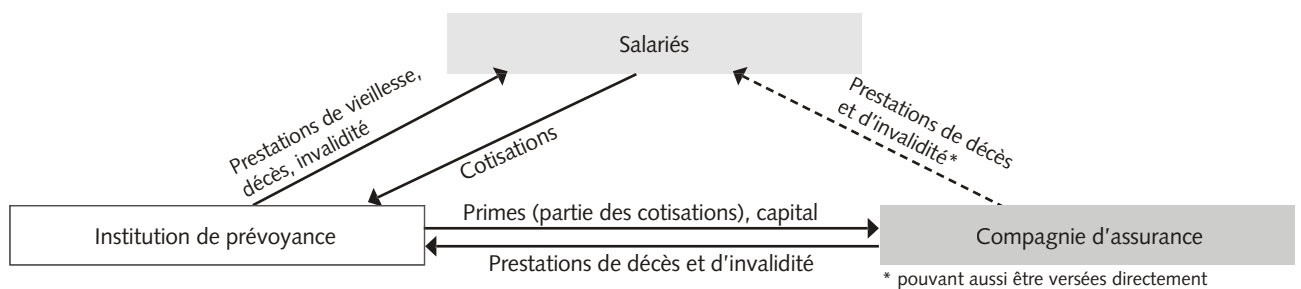 Salariés
Prestations de vieillesse,
décès, invalidité
Cotisations
Prestations de décès
et d'invalidité*
Institution de prévoyance
Primes (partie des cotisations), capital
Prestations de décès et d'invalidité
Compagnie d'assurance
* pouvant aussi être versées directement